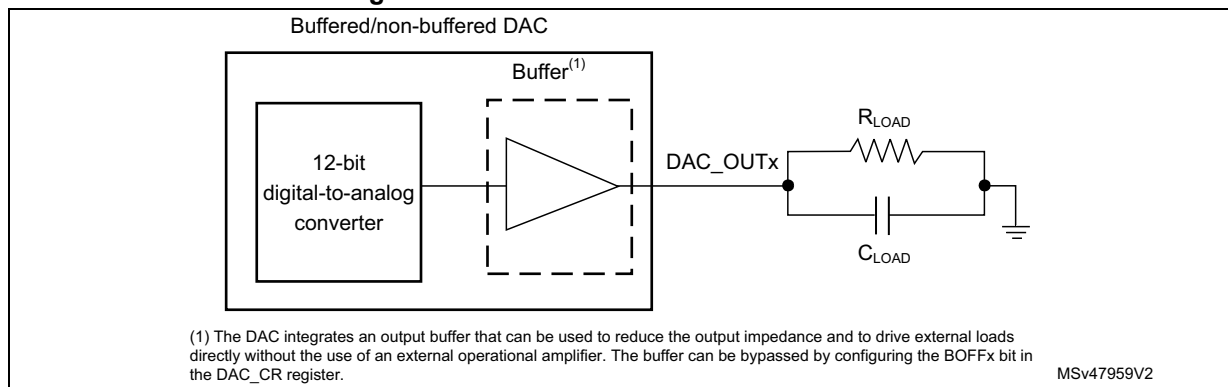 Buffered/non-buffered DAC
Buffer(1)
12-bit
digital-to-analog
converter
DAC_OUTx
RLOAD
CLOAD
(1) The DAC integrates an output buffer that can be used to reduce the output impedance and to drive external loads
directly without the use of an external operational amplifier. The buffer can be bypassed by configuring the BOFFx bit in
the DAC_CR register.
MSv47959V2